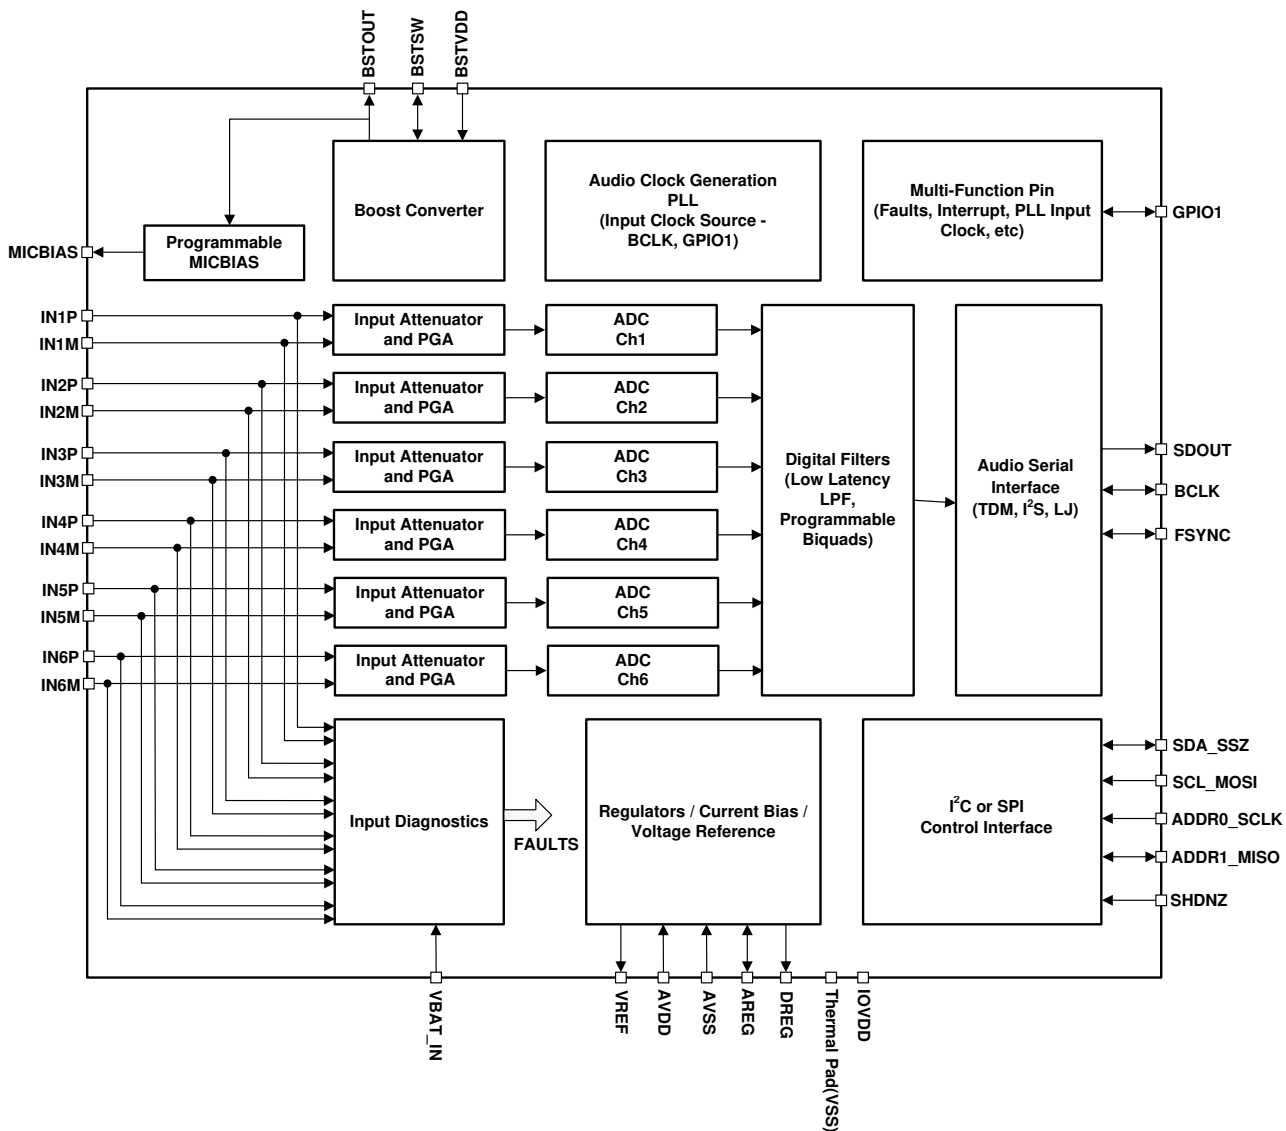 BSTOUT
BSTSW
BSTVDD
Boost Converter
Audio Clock Generation
PLL
(Input Clock Source -
BCLK, GPIO1)
Multi-Function Pin
(Faults, Interrupt, PLL Input
Clock, etc)
GPIO1
MICBIAS
Programmable
MICBIAS
IN1P
IN1M
IN2P
IN2M
IN3P
IN3M
IN4P
IN4M
IN5P
IN5M
IN6P
IN6M
Input Attenuator
and PGA
ADC
Ch1
Input Attenuator
and PGA
ADC
Ch2
Input Attenuator
and PGA
ADC
Ch3
Input Attenuator
and PGA
ADC
Ch4
Input Attenuator
and PGA
ADC
Ch5
Input Attenuator
and PGA
ADC
Ch6
Digital Filters
(Low Latency
LPF,
Programmable
Biquads)
Audio Serial
Interface
(TDM, I²S, LJ)
SDOUT
BCLK
FSYNC
Input Diagnostics
FAULTS
Regulators / Current Bias /
Voltage Reference
I²C or SPI
Control Interface
SDA_SSZ
SCL_MOSI
ADDR0_SCLK
ADDR1_MISO
SHDNZ
VBAT_IN
VREF
AVDD
AVSS
AREG
DREG
Thermal Pad(VSS)
IOVDD